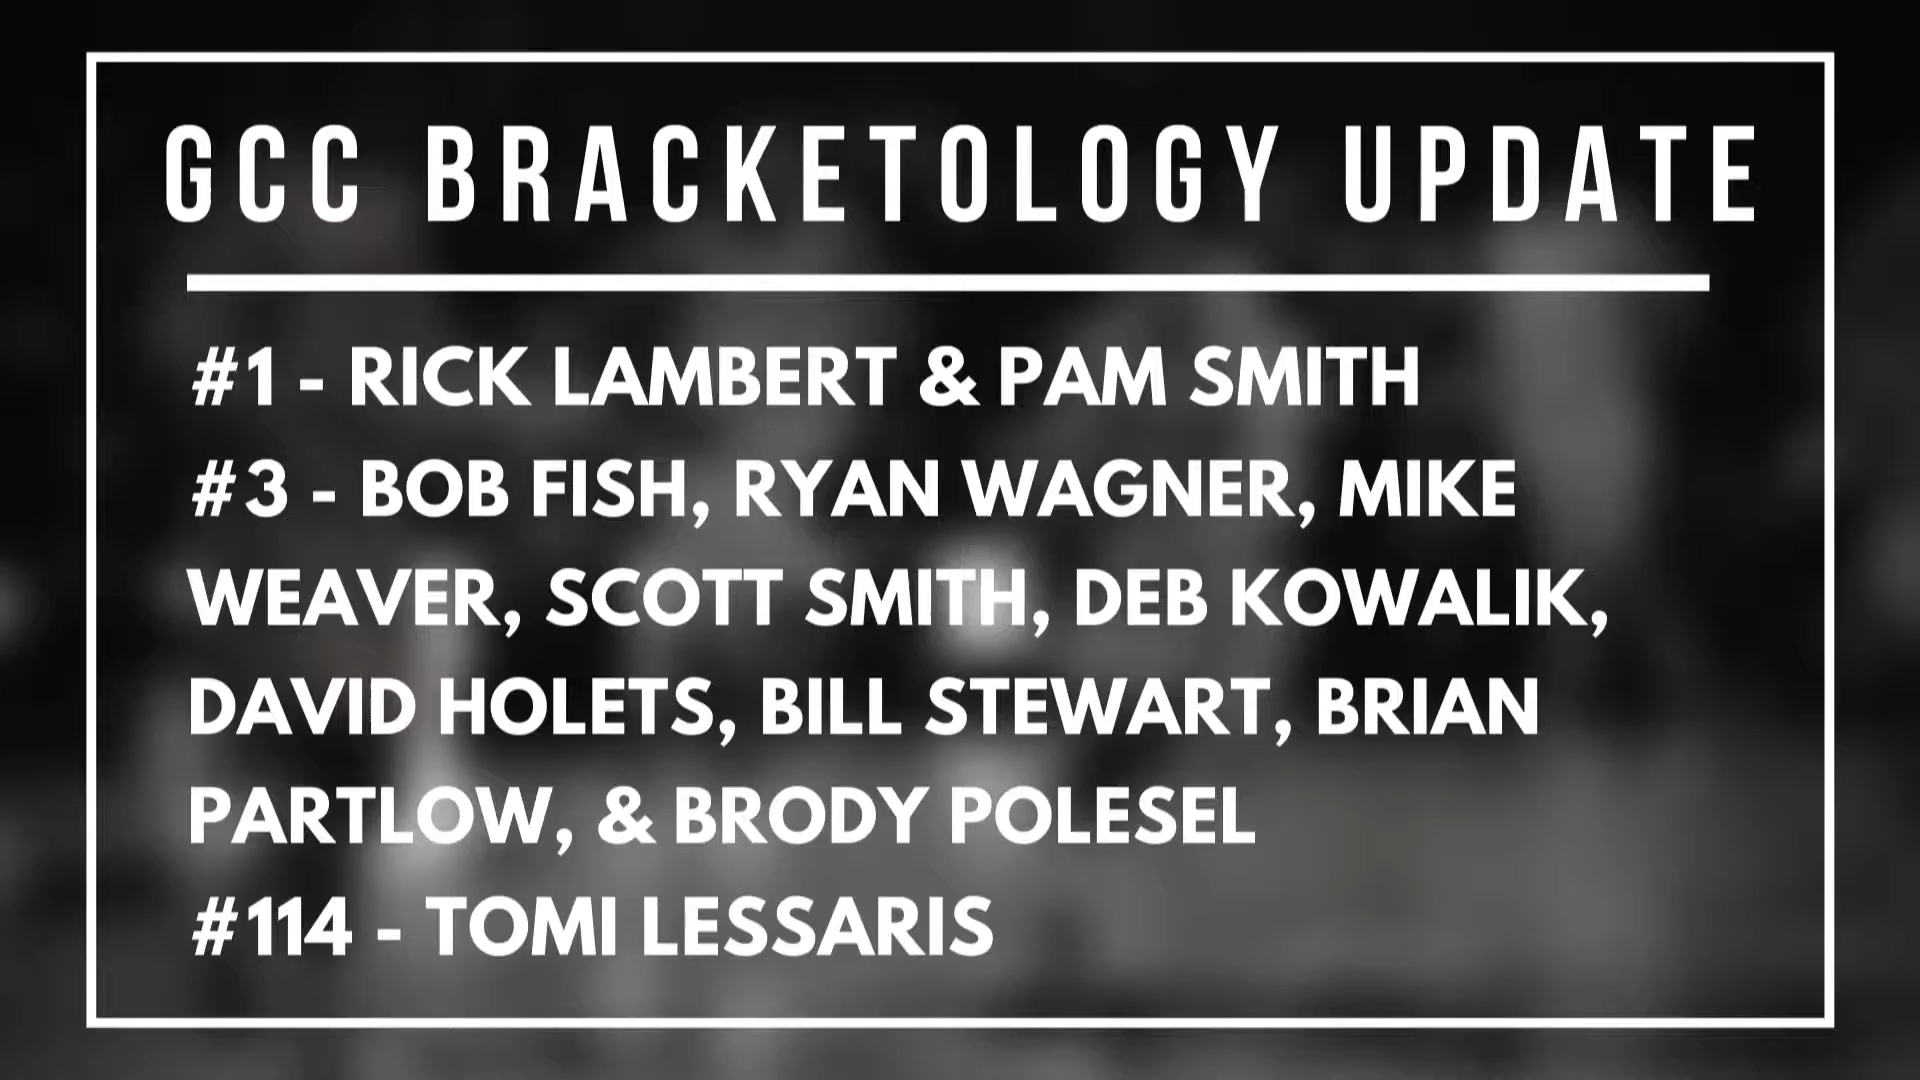 GCC BRACKETOLOGY UPDATE
#1 - RICK LAMBERT & PAM SMITH
#3 - BOB FISH, RYAN WAGNER, MIKE
WEAVER, SCOTT SMITH, DEB KOWALIK,
DAVID HOLETS, BILL STEWART, BRIAN
PARTLOW, & BRODY POLESEL
#114 - TOMI LESSARIS